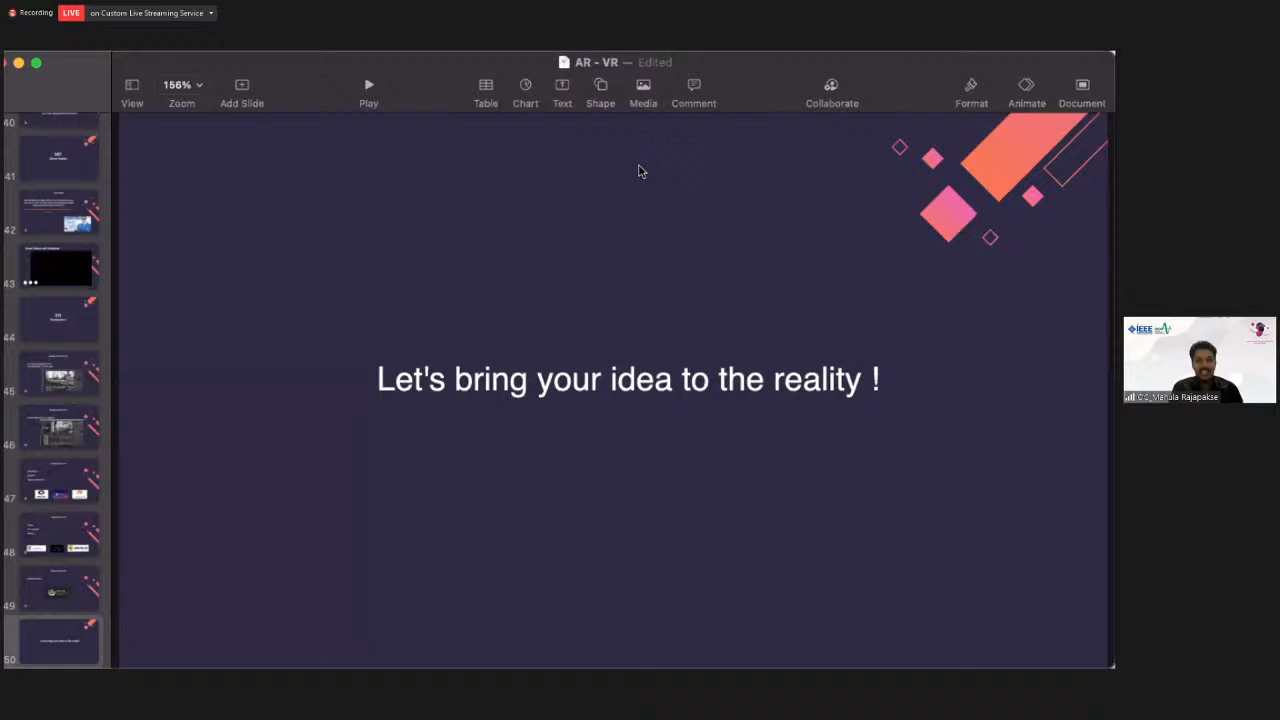 Recording
LIVE
on Custom Live Streaming Service
AR - VR — Edited
156%
View
Zoom
Add Slide
Play
Table
Chart
Text
Shape
Media
Comment
Collaborate
Format
Animate
Document
40
41
42
43
44
45
46
47
48
49
50
Let's bring your idea to the reality !
IEEE
OC_Manula Rajapakse